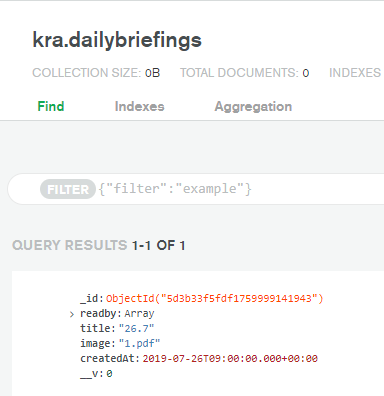 kra.dailybriefings
COLLECTION SIZE: 0B TOTAL DOCUMENTS: 0 INDEXES
Find Indexes Aggregation
FILTER {"filter":"example"}
QUERY RESULTS 1-1 OF 1
_id: ObjectId("5d3b33f5fdf1759999141943")
> readby: Array
title: "26.7"
image: "1.pdf"
createdAt: 2019-07-26T09:00:00.000+00:00
__v: 0